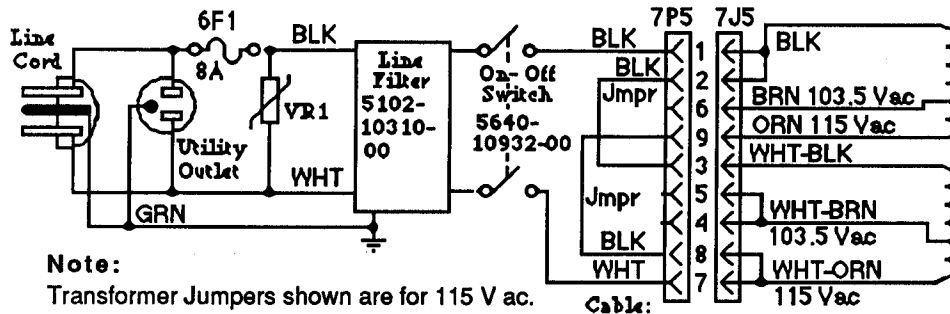 6F1
7P5 7J5
Line Cord
BLK
BLK
1
BLK
8A
Line Filter 5102-10310-00
On-Off Switch
BLK
2
Jmpr
6
BRN 103.5 Vac
VR1
5640-10932-00
9
ORN 115 Vac
Utility Outlet
3
WHT-BLK
WHT
5
Jmpr
WHT-BRN
GRN
4
103.5 Vac
BLK
8
Note:
WHT
7
WHT-ORN
Transformer Jumpers shown are for 115 V ac.
115 Vac
Cable: